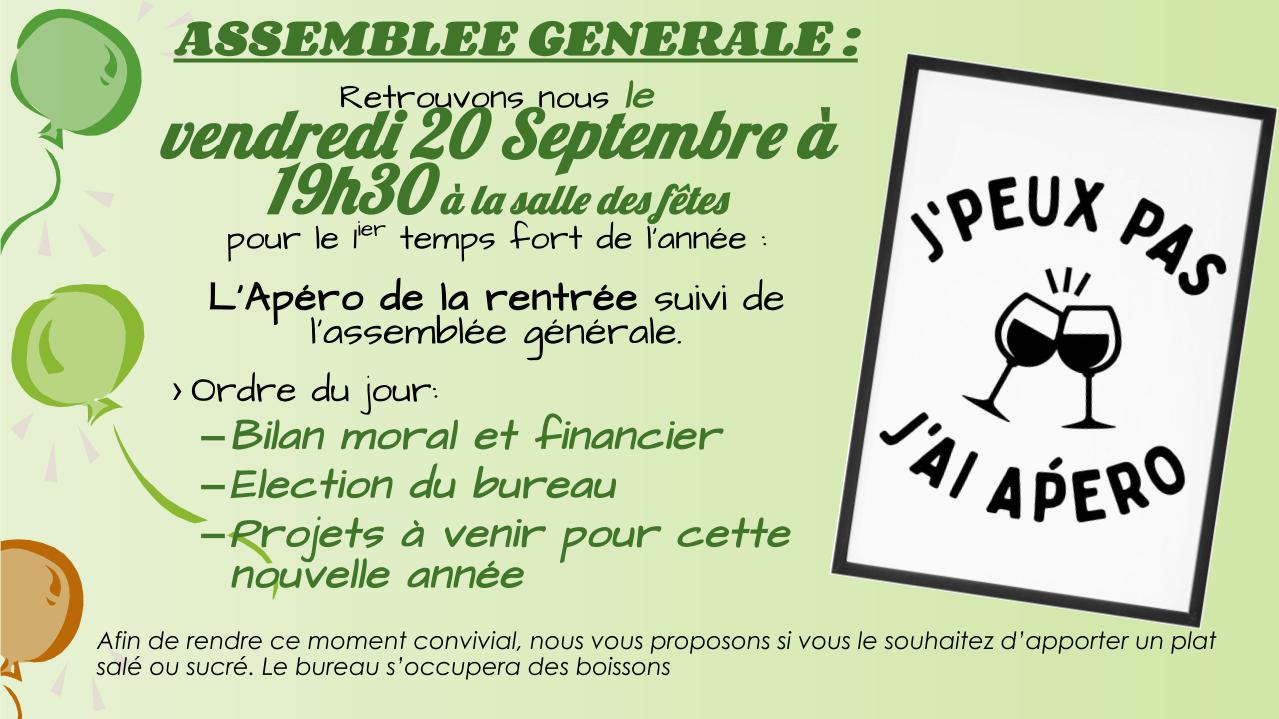 ASSEMBLEE GENERALE :
Retrouvons nous le
vendredi 20 Septembre à
19h30 à la salle des fêtes
pour le 1ier temps fort de l'année :
L'Apéro de la rentrée suivi de
l'assemblée générale.
› Ordre du jour:
–Bilan moral et financier
–Election du bureau
–Projets à venir pour cette
nouvelle année
Afin de rendre ce moment convivial, nous vous proposons si vous le souhaitez d'apporter un plat
salé ou sucré. Le bureau s'occupera des boissons
J'PEUX PAS
J'AI APÉRO